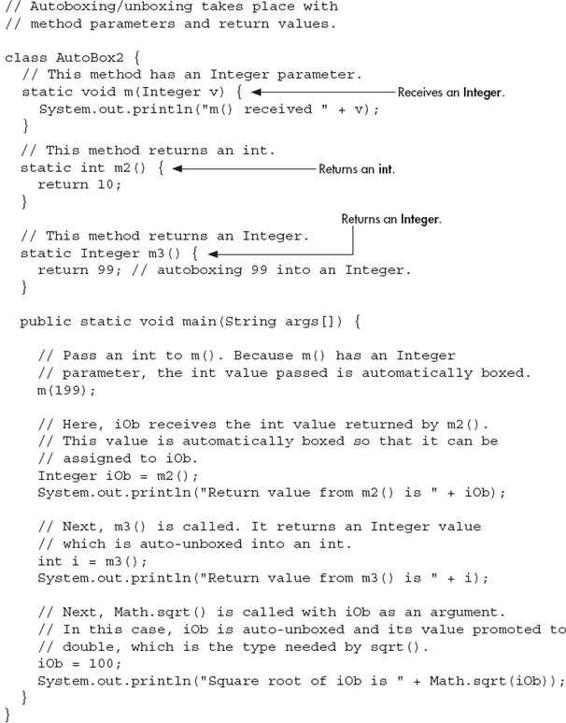 // Autoboxing/unboxing takes place with
// method parameters and return values.

class AutoBox2 {
  // This method has an Integer parameter.
  static void m(Integer v) { Receives an Integer.
    System.out.println("m() received " + v);
  }
  // This method returns an int.
  static int m2() { Returns an int.
    return 10;
  }
Returns an Integer.
  // This method returns an Integer.
  static Integer m3() {
    return 99; // autoboxing 99 into an Integer.
  }

  public static void main(String args[]) {

    // Pass an int to m(). Because m() has an Integer
    // parameter, the int value passed is automatically boxed.
    m(199);

    // Here, iOb receives the int value returned by m2().
    // This value is automatically boxed so that it can be
    // assigned to iOb.
    Integer iOb = m2();
    System.out.println("Return value from m2() is " + iOb);

    // Next, m3() is called. It returns an Integer value
    // which is auto-unboxed into an int.
    int i = m3();
    System.out.println("Return value from m3() is " + i);

    // Next, Math.sqrt() is called with iOb as an argument.
    // In this case, iOb is auto-unboxed and its value promoted to
    // double, which is the type needed by sqrt().
    iOb = 100;
    System.out.println("Square root of iOb is " + Math.sqrt(iOb));
  }
}